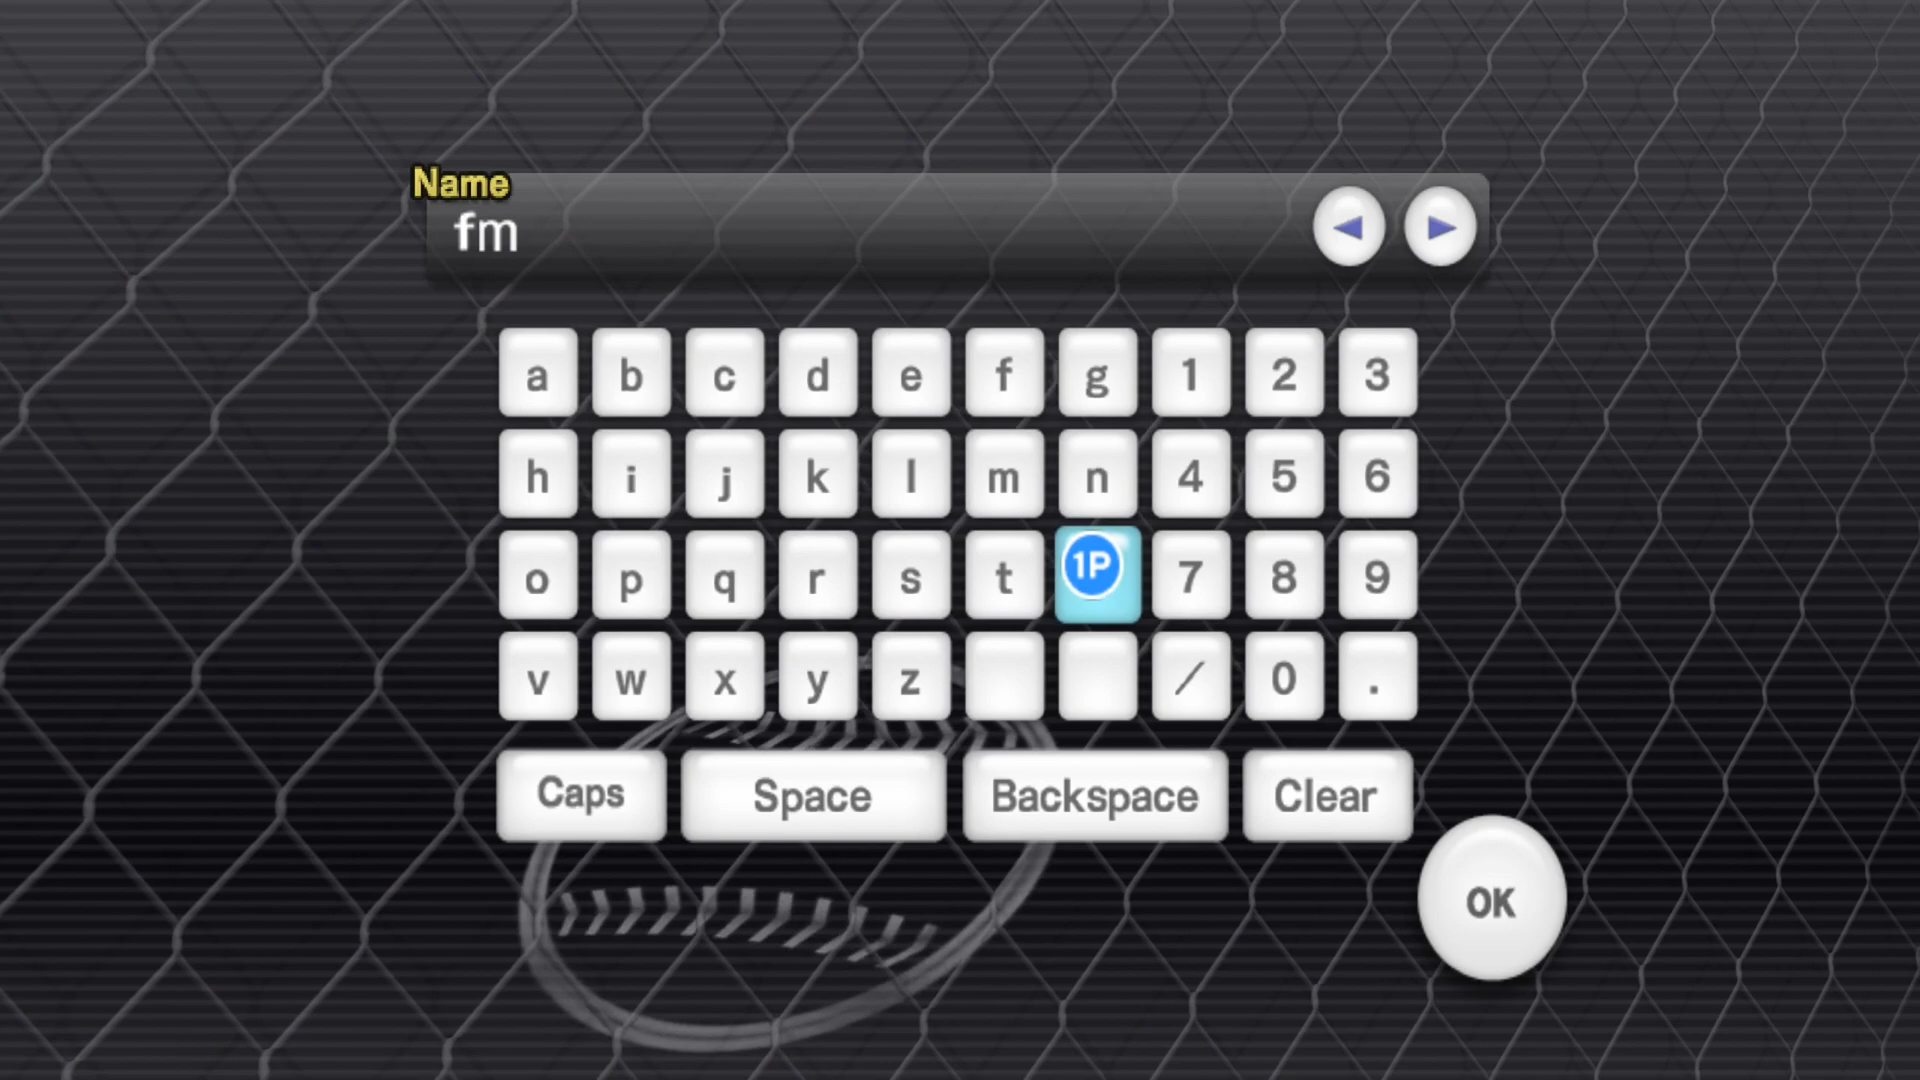 Name
fm
a b c d e f g 1 2 3
h i j k l m n 4 5 6
o p q r s t 1P 7 8 9
v w x y z / 0 .
Caps Space Backspace Clear
OK